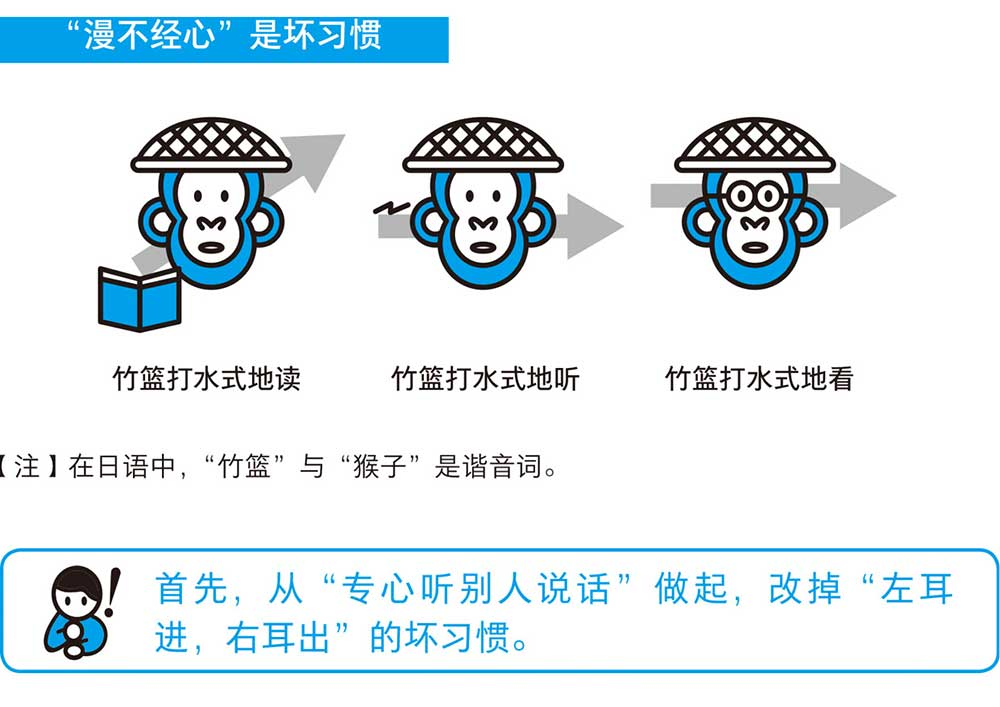 “漫不经心”是坏习惯
竹篮打水式地读
竹篮打水式地听
竹篮打水式地看
【注】在日语中，“竹篮”与“猴子”是谐音词。
首先，从“专心听别人说话”做起，改掉“左耳
进，右耳出”的坏习惯。